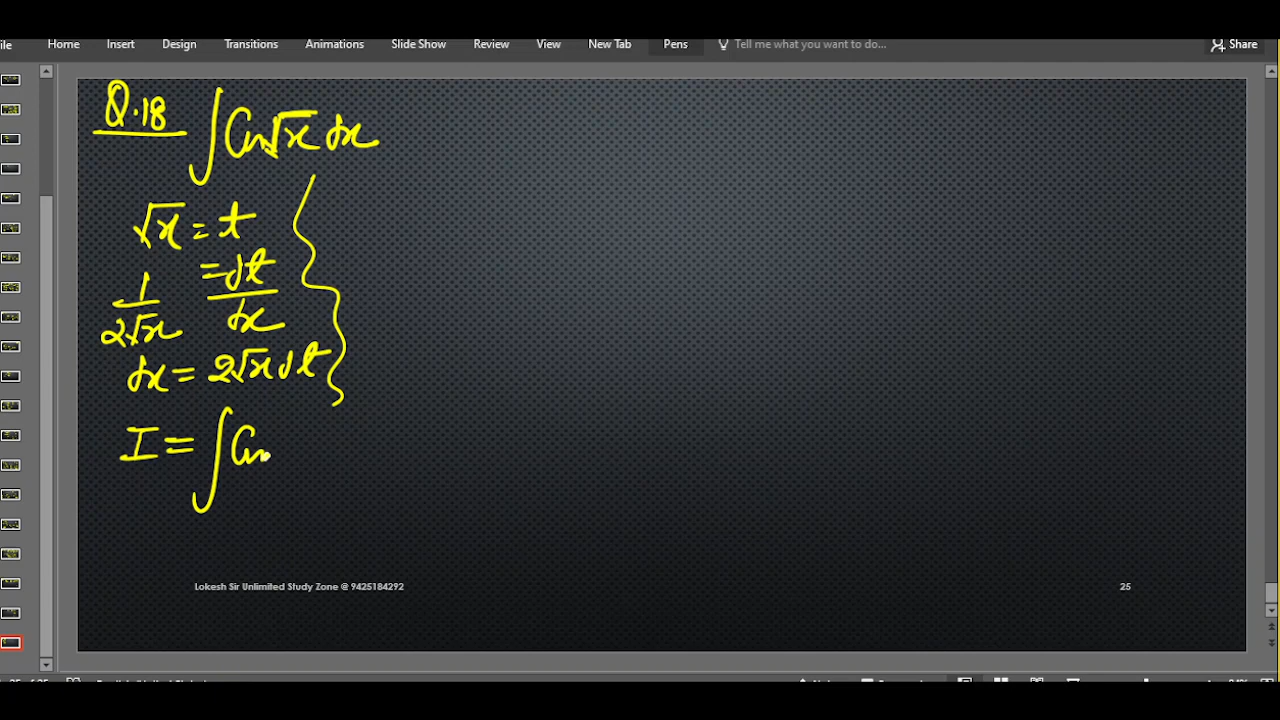 File Home Insert Design Transitions Animations Slide Show Review View New Tab Pens Tell me what you want to do... Share
Q.18 ∫Cos√x dx
√x = t
1/2√x = dt/dx
dx = 2√x dt
I = ∫Cos
Lokesh Sir Unlimited Study Zone @ 9425184292 25